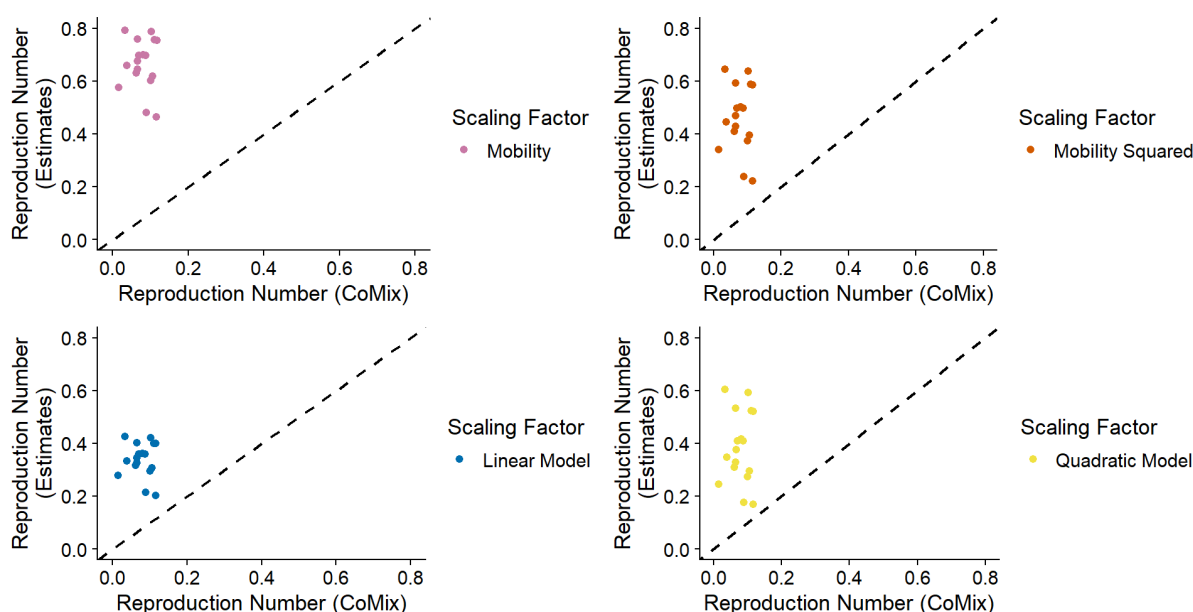 Reproduction Number
(Estimates)
0.8
0.6
0.4
0.2
0.0
0.0 0.2 0.4 0.6 0.8
Reproduction Number (CoMix)
Scaling Factor
Mobility
Reproduction Number
(Estimates)
0.8
0.6
0.4
0.2
0.0
0.0 0.2 0.4 0.6 0.8
Reproduction Number (CoMix)
Scaling Factor
Mobility Squared
Reproduction Number
(Estimates)
0.8
0.6
0.4
0.2
0.0
0.0 0.2 0.4 0.6 0.8
Reproduction Number (CoMix)
Scaling Factor
Linear Model
Reproduction Number
(Estimates)
0.8
0.6
0.4
0.2
0.0
0.0 0.2 0.4 0.6 0.8
Reproduction Number (CoMix)
Scaling Factor
Quadratic Model